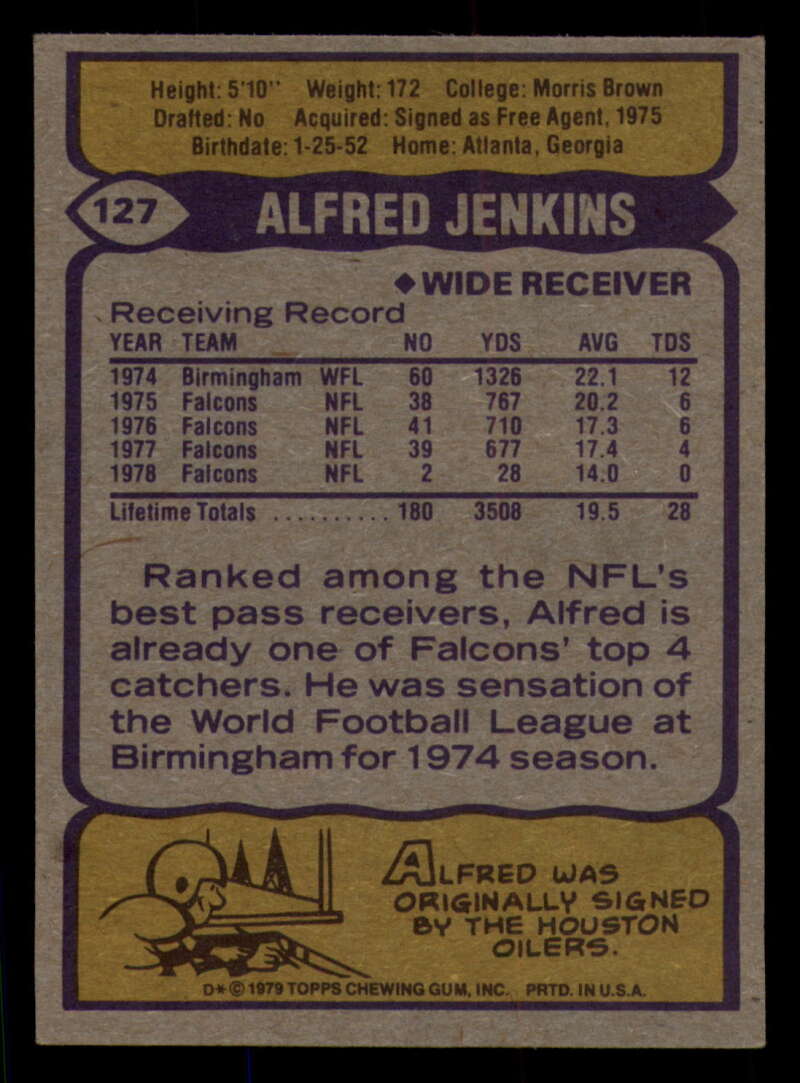 Height: 5'10" Weight: 172 College: Morris Brown
Drafted: No Acquired: Signed as Free Agent, 1975
Birthdate: 1-25-52 Home: Atlanta, Georgia
127 ALFRED JENKINS
◆ WIDE RECEIVER
Receiving Record
YEAR TEAM NO YDS AVG TDS
1974 Birmingham WFL 60 1326 22.1 12
1975 Falcons NFL 38 767 20.2 6
1976 Falcons NFL 41 710 17.3 6
1977 Falcons NFL 39 677 17.4 4
1978 Falcons NFL 2 28 14.0 0
Lifetime Totals .......... 180 3508 19.5 28
Ranked among the NFL's
best pass receivers, Alfred is
already one of Falcons' top 4
catchers. He was sensation of
the World Football League at
Birmingham for 1974 season.
ALFRED WAS
ORIGINALLY SIGNED
BY THE HOUSTON
OILERS.
D* © 1979 TOPPS CHEWING GUM, INC. PRTD. IN U.S.A.